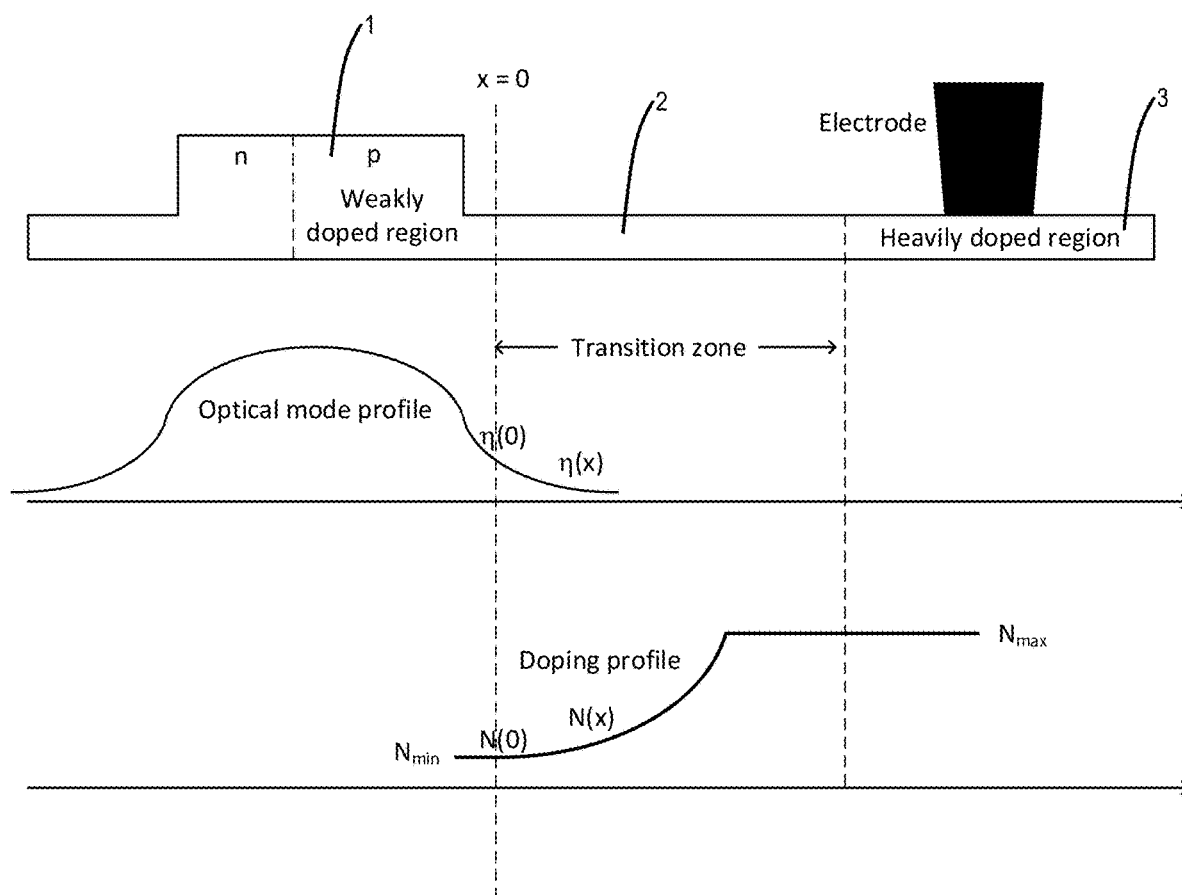 1
x = 0
2
3
Electrode
n
p
Weakly
doped region
Heavily doped region
Transition zone
Optical mode profile
η(0)
η(x)
Nmax
Doping profile
N(x)
N(0)
Nmin